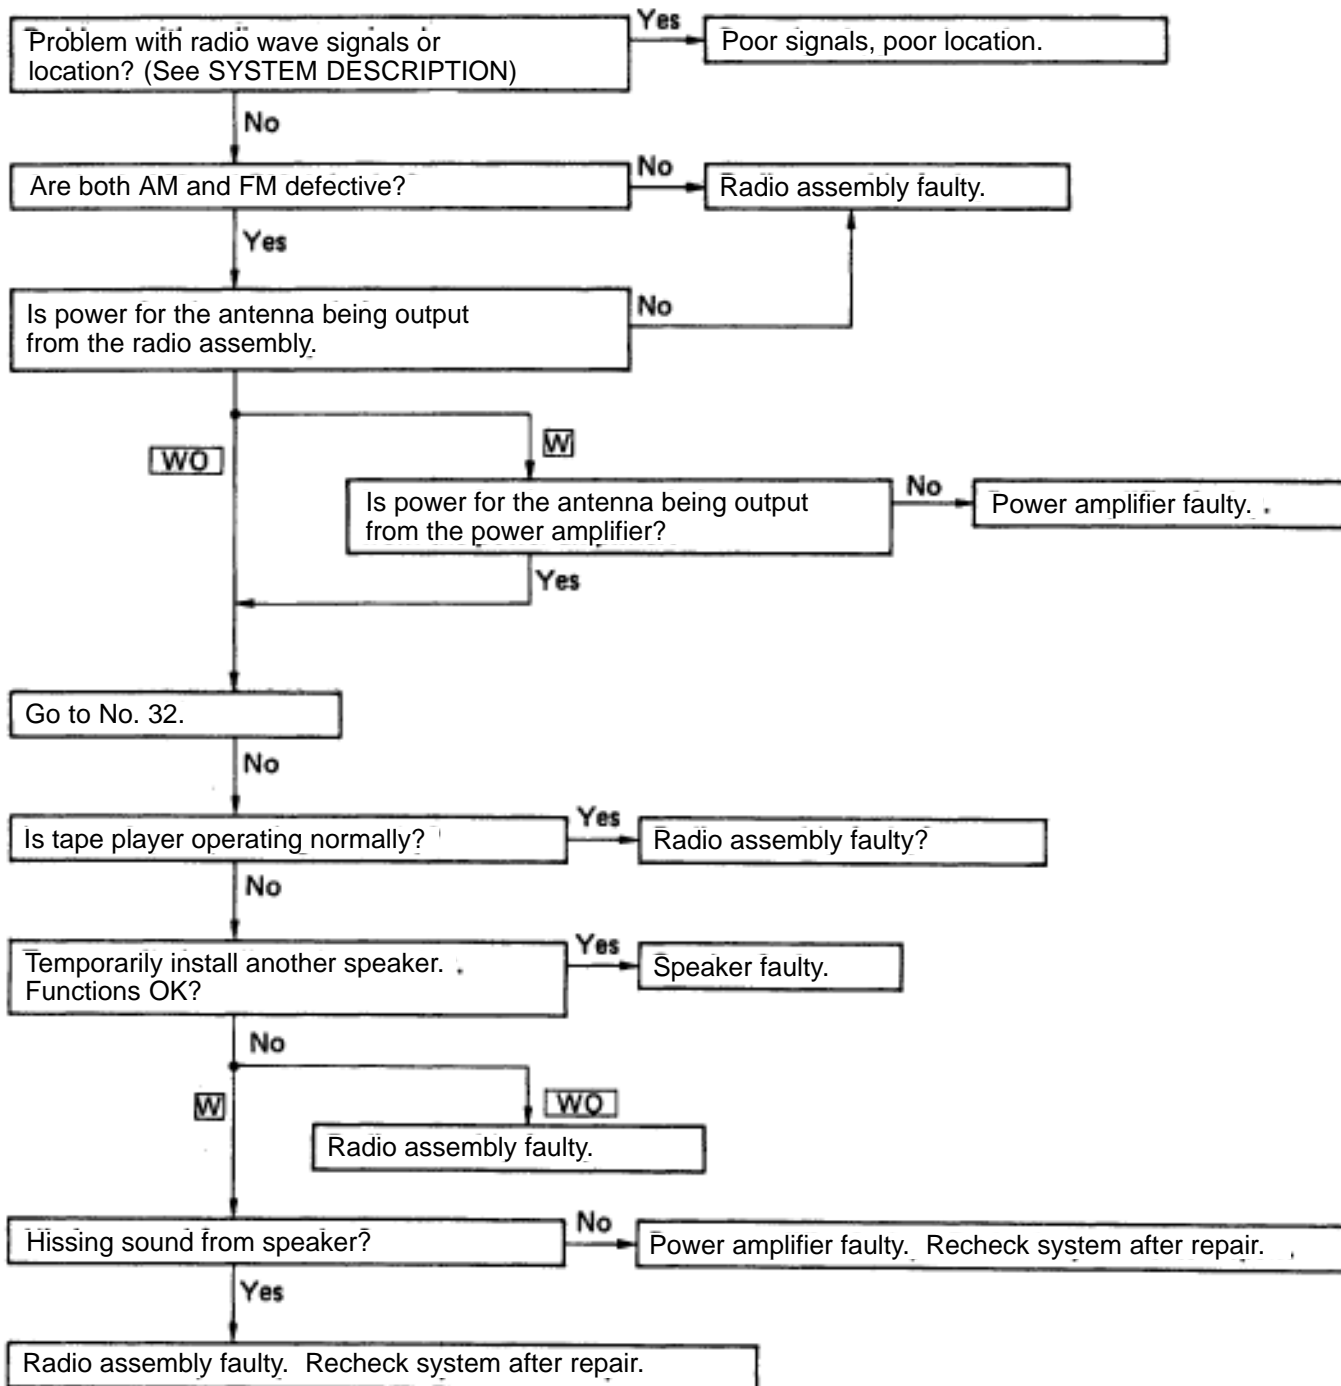 Yes
Problem with radio wave signals or
location? (See SYSTEM DESCRIPTION)
Poor signals, poor location.
No
Are both AM and FM defective?
No
Radio assembly faulty.
Yes
Is power for the antenna being output
from the radio assembly.
No
WO
W
Is power for the antenna being output
from the power amplifier?
No
Power amplifier faulty.
Yes
Go to No. 32.
No
Is tape player operating normally?
Yes
Radio assembly faulty?
No
Temporarily install another speaker.
Functions OK?
Yes
Speaker faulty.
No
W
WO
Radio assembly faulty.
Hissing sound from speaker?
No
Power amplifier faulty. Recheck system after repair.
Yes
Radio assembly faulty. Recheck system after repair.